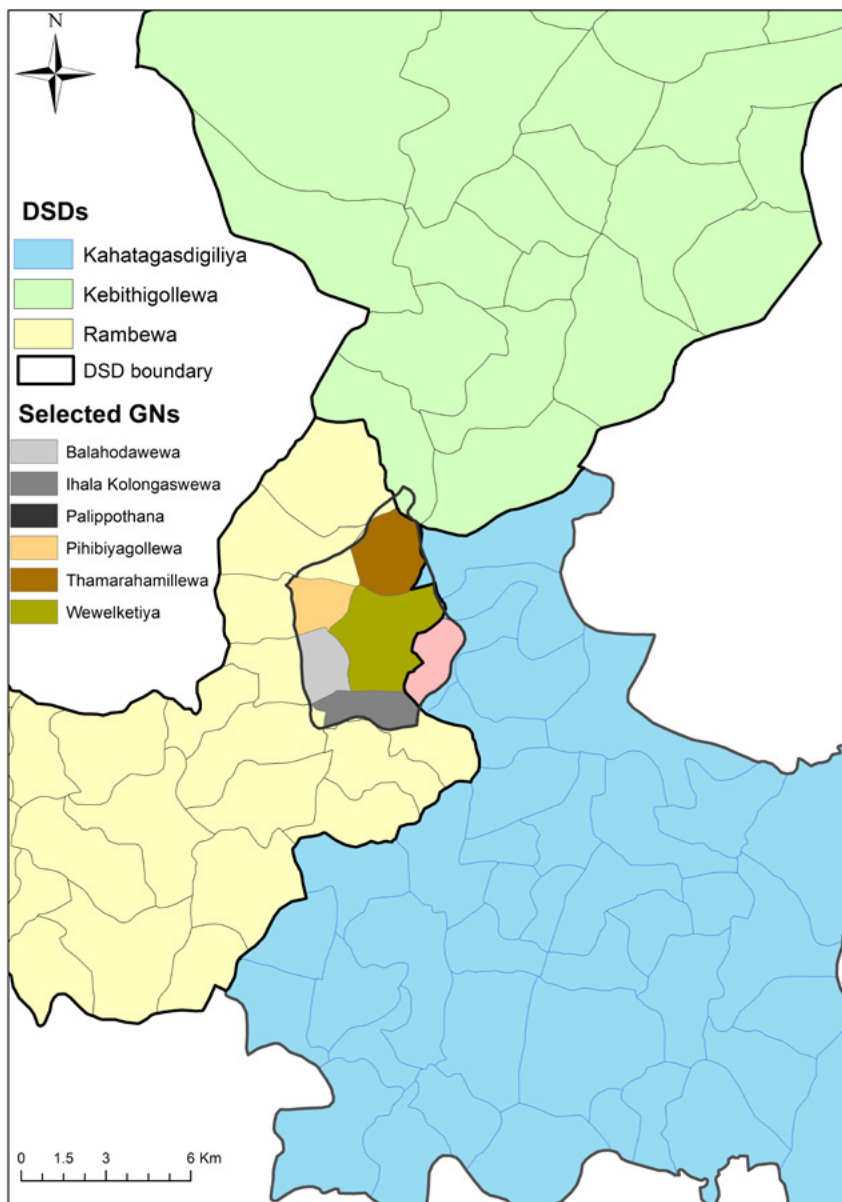 N
DSDs
Kahatagasdigiliya
Kebithigollewa
Rambewa
DSD boundary
Selected GNs
Balahodawewa
Ihala Kolongaswewa
Palippothana
Pihibiyagollewa
Thamarahamillewa
Wewelketiya
0 1.5 3 6 Km